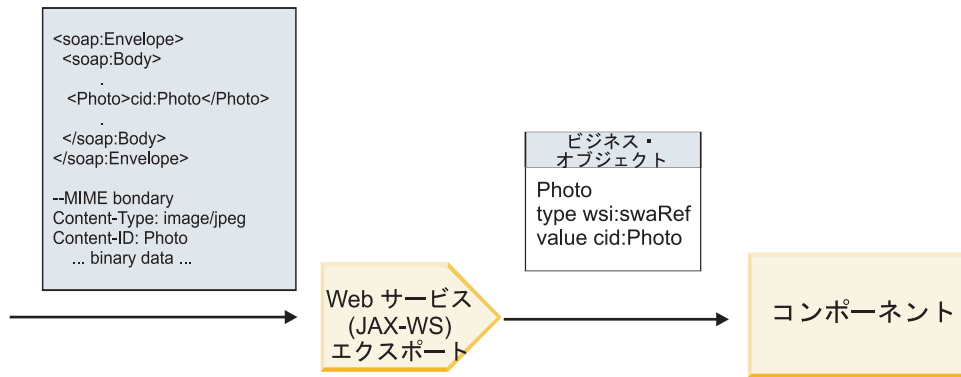 <soap:Envelope>
<soap:Body>
.
<Photo>cid:Photo</Photo>
.
</soap:Body>
</soap:Envelope>
--MIME bondary
Content-Type: image/jpeg
Content-ID: Photo
... binary data ...
Web サービス
(JAX-WS)
エクスポート
ビジネス・
オブジェクト
Photo
type wsi:swaRef
value cid:Photo
コンポーネント